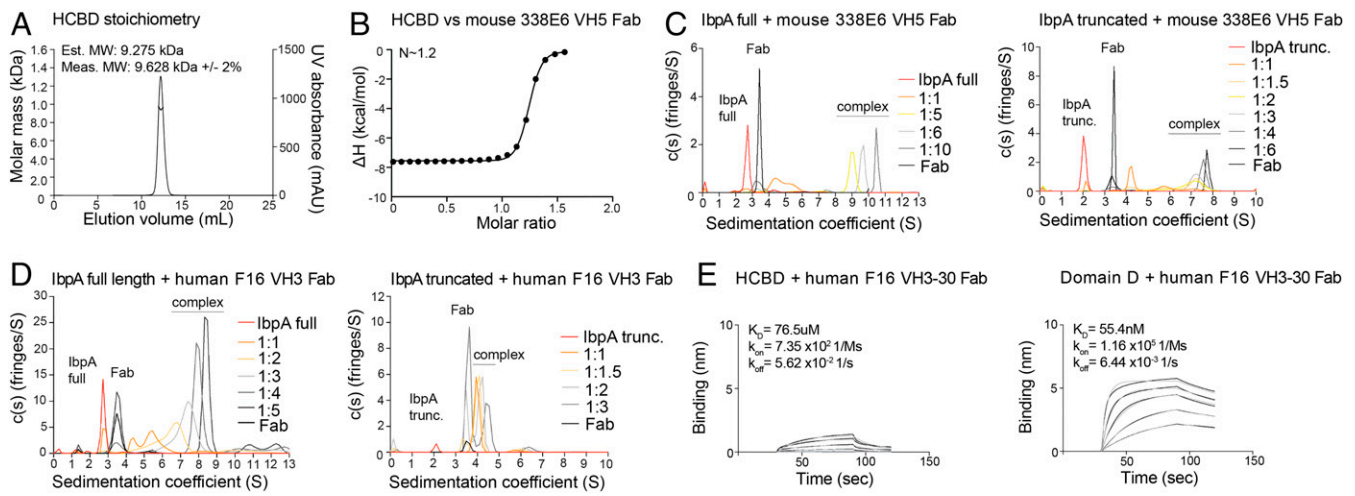 A
HCBD stoichiometry
Est. MW: 9.275 kDa
Meas. MW: 9.628 kDa +/- 2%
Molar mass (kDa)
1.6
1.4
1.2
1.0
0.8
0.6
0.4
0.2
0.0
1500
1000
500
0
UV absorbance (mAU)
0 5 10 15 20 25
Elution volume (mL)
B
HCBD vs mouse 338E6 VH5 Fab
N~1.2
ΔH (kcal/mol)
0
-2
-4
-6
-8
-10
0.0 0.5 1.0 1.5 2.0
Molar ratio
C
IbpA full + mouse 338E6 VH5 Fab
c(s) (fringes/S)
6
4
2
0
IbpA
full
Fab
complex
IbpA full
1:1
1:5
1:6
1:10
Fab
0 1 2 3 4 5 6 7 8 9 10 11 12 13
Sedimentation coefficient (S)
IbpA truncated + mouse 338E6 VH5 Fab
c(s) (fringes/S)
10
8
6
4
2
0
IbpA
trunc.
Fab
complex
IbpA trunc.
1:1
1:1.5
1:2
1:3
1:4
1:6
Fab
0 1 2 3 4 5 6 7 8 9 10
Sedimentation coefficient (S)
D
IbpA full length + human F16 VH3 Fab
c(s) (fringes/S)
30
25
20
15
10
5
0
IbpA
full
Fab
complex
IbpA full
1:1
1:2
1:3
1:4
1:5
Fab
0 1 2 3 4 5 6 7 8 9 10 11 12 13
Sedimentation coefficient (S)
IbpA truncated + human F16 VH3 Fab
c(s) (fringes/S)
12
10
8
6
4
2
0
IbpA
trunc.
Fab
complex
IbpA trunc.
1:1
1:1.5
1:2
1:3
Fab
0 1 2 3 4 5 6 7 8 9 10
Sedimentation coefficient (S)
E
HCBD + human F16 VH3-30 Fab
K_D = 76.5uM
k_on = 7.35 x10² 1/Ms
k_off = 5.62 x10⁻² 1/s
Binding (nm)
10
5
0
50 100 150
Time (sec)
Domain D + human F16 VH3-30 Fab
K_D = 55.4nM
k_on = 1.16 x10⁵ 1/Ms
k_off = 6.44 x10⁻³ 1/s
Binding (nm)
10
5
0
50 100 150
Time (sec)